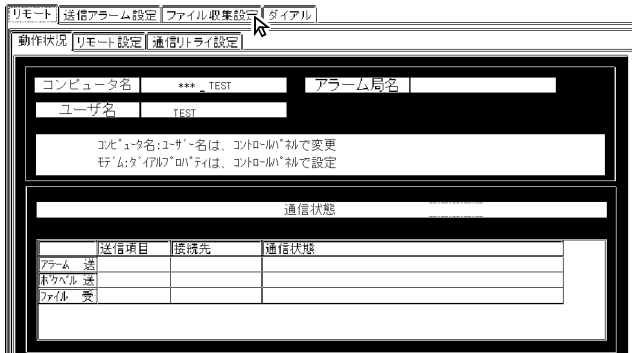 リモート 送信アラーム設定 ファイル収集設定 ダイアル
動作状況 リモート設定 通信リトライ設定
コンピュータ名 ***_TEST アラーム局名
ユーザ名 TEST
ｺﾝﾋﾟｭｰﾀ名:ﾕｰｻﾞｰ名は、ｺﾝﾄﾛｰﾙﾊﾟﾈﾙで変更
ﾓﾃﾞﾑ:ﾀﾞｲｱﾙﾌﾟﾛﾊﾟﾃｨは、ｺﾝﾄﾛｰﾙﾊﾟﾈﾙで設定
通信状態
送信項目 接続先 通信状態
ｱﾗｰﾑ 送
ﾎﾟｹﾍﾞﾙ 送
ﾌｧｲﾙ 受